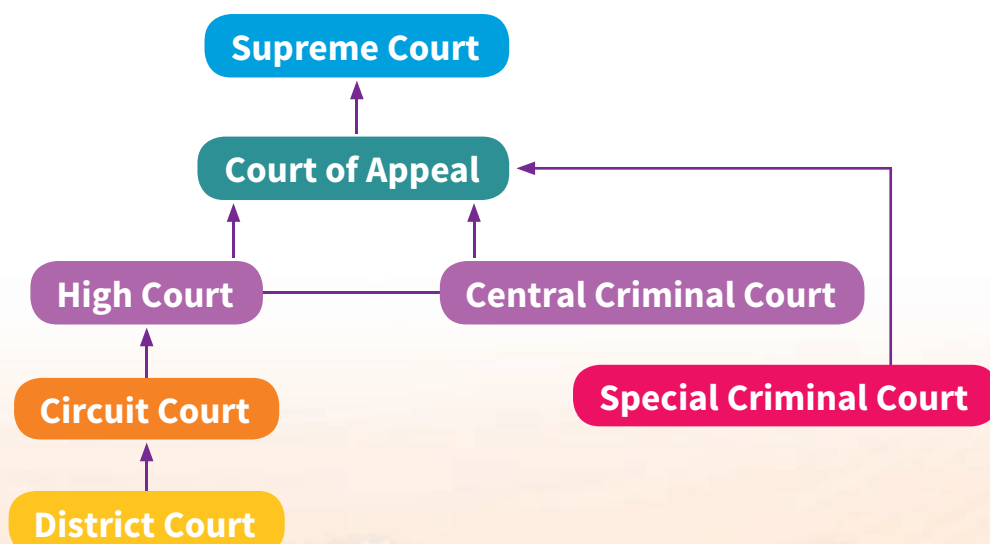 Supreme Court
Court of Appeal
High Court
Central Criminal Court
Special Criminal Court
Circuit Court
District Court